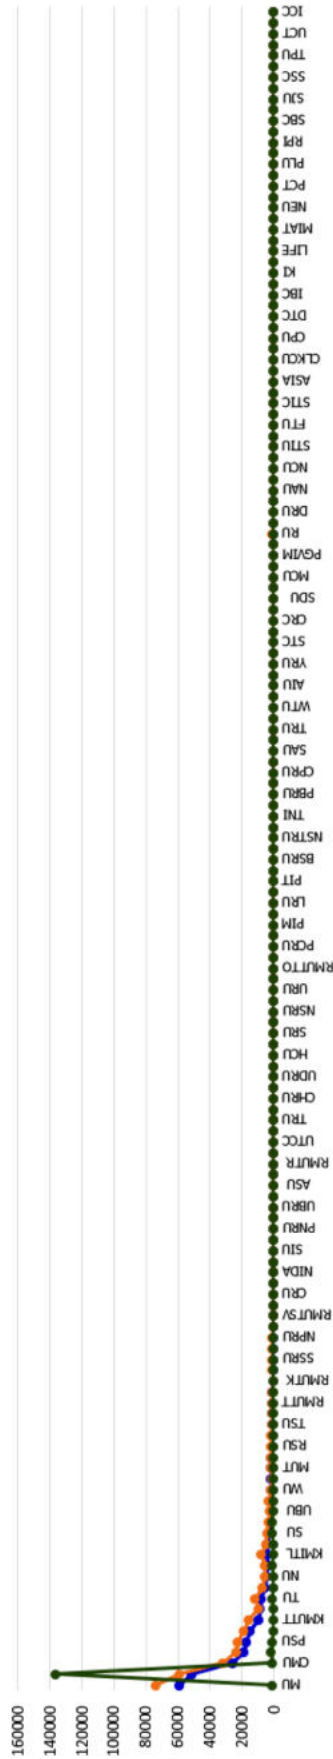 160000
140000
120000
100000
80000
60000
40000
20000
0
MU
CMU
PSU
KMUTT
TU
NU
KMITL
SU
UBU
WU
MUT
RSU
TSU
RMUTT
RMUTK
SSRU
NPRU
RMUTSV
CRU
NIDA
SIU
PNRU
UBRU
ASU
RMUTR
UTCC
TRU
CHRU
UDRU
HCU
SRU
NSRU
URU
RMUTTO
PCRU
PIM
LRU
PIT
BSRU
NSTRU
TNI
PBRU
CPRU
SAU
TRU
WTU
AIU
YRU
STC
CRC
SDU
MCU
PGVIM
RU
DRU
NAU
NCU
STIU
FTU
STIC
ASIA
CLKCU
CPU
DTC
IBC
KI
LIFE
MIAT
NEU
PCT
PLU
RPI
SBC
SJU
SSC
TPU
UCT
ICC